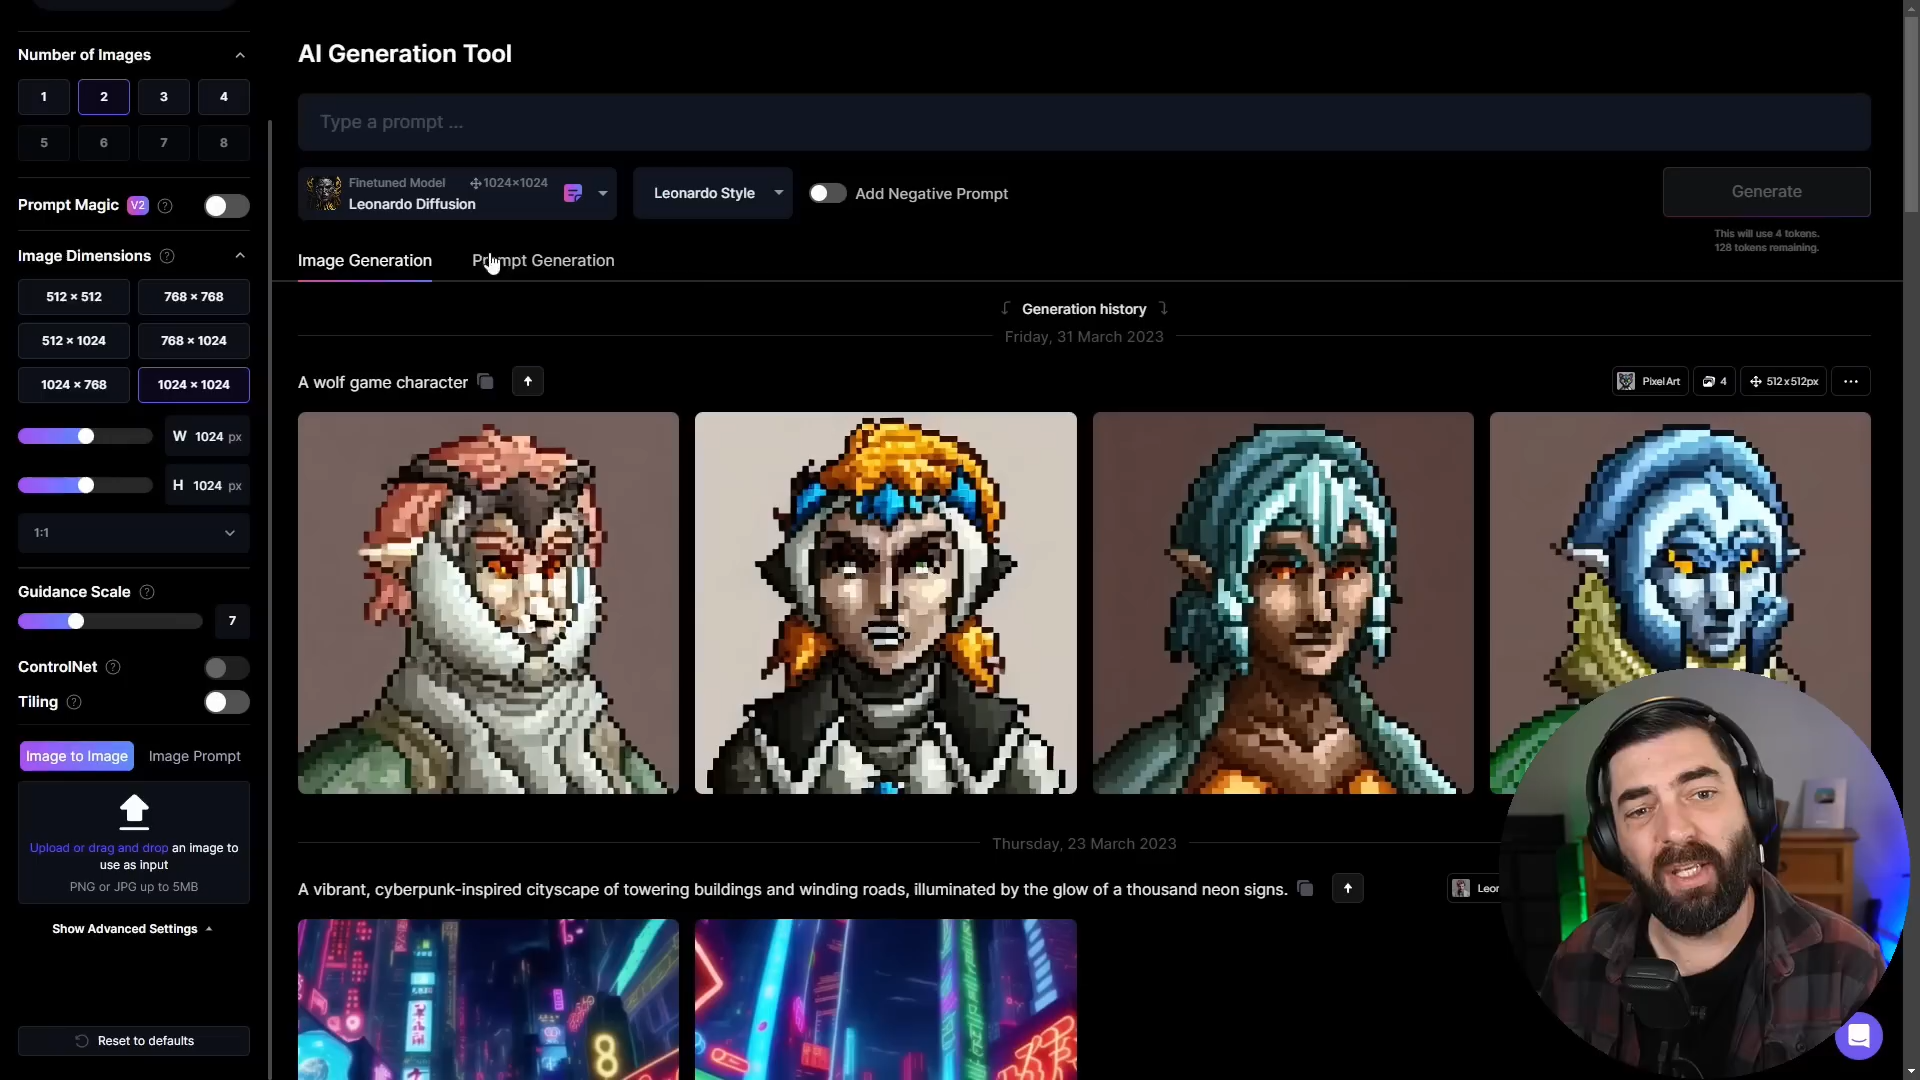 Number of Images
1 2 3 4
5 6 7 8
Prompt Magic V2
Image Dimensions
512 × 512 768 × 768
512 × 1024 768 × 1024
1024 × 768 1024 × 1024
W 1024 px
H 1024 px
1:1
Guidance Scale
7
ControlNet
Tiling
Image to Image Image Prompt
Upload or drag and drop an image to
use as input
PNG or JPG up to 5MB
Show Advanced Settings
Reset to defaults
AI Generation Tool
Type a prompt ...
Finetuned Model 1024×1024
Leonardo Diffusion
Leonardo Style
Add Negative Prompt
Generate
This will use 4 tokens.
128 tokens remaining.
Image Generation Prompt Generation
Generation history
Friday, 31 March 2023
A wolf game character
PixelArt 4 512x512px
Thursday, 23 March 2023
A vibrant, cyberpunk-inspired cityscape of towering buildings and winding roads, illuminated by the glow of a thousand neon signs.
Leor
8